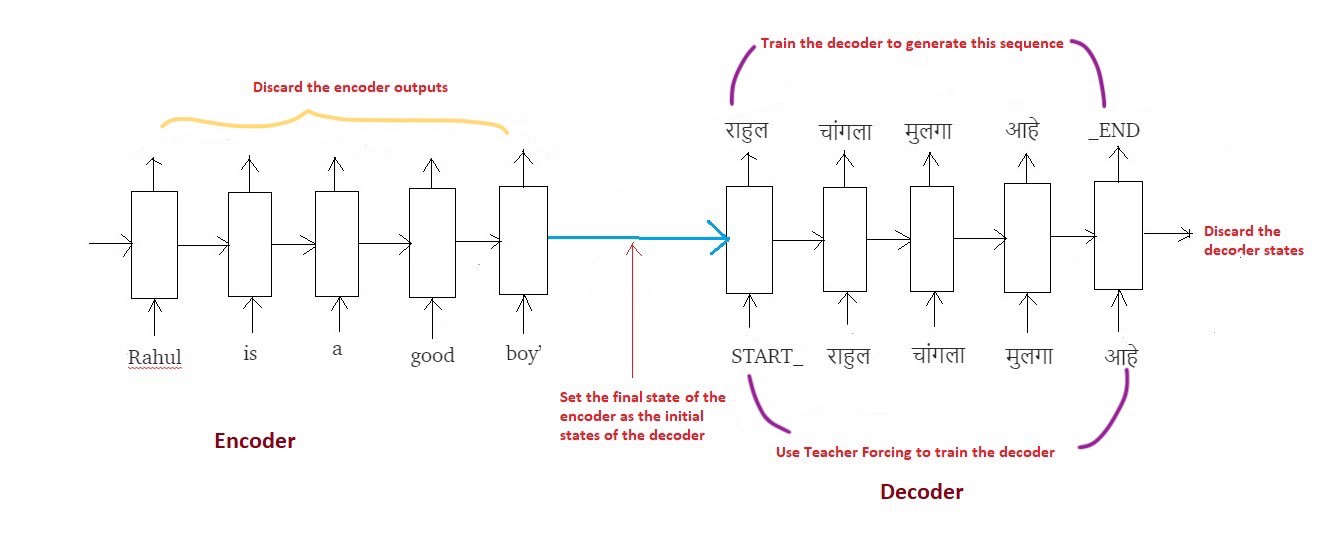 Train the decoder to generate this sequence
Discard the encoder outputs
राहुल चांगला मुलगा आहे _END
Discard the
decoder states
Rahul is a good boy'
START_ राहुल चांगला मुलगा आहे
Set the final state of the
encoder as the initial
states of the decoder
Encoder
Use Teacher Forcing to train the decoder
Decoder